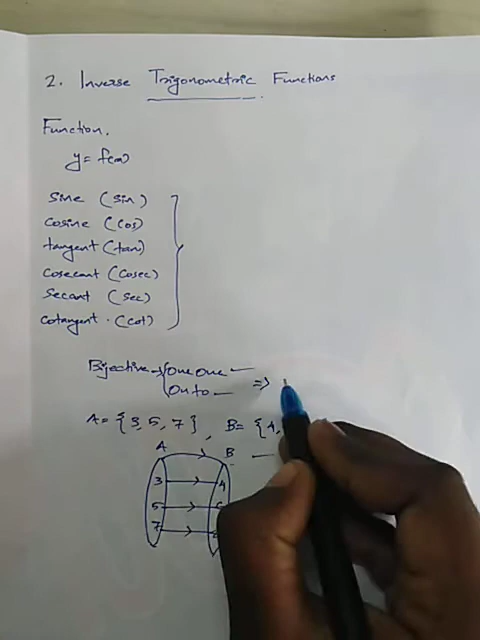 2. Inverse Trigonometric Functions
Function.
y = f(x)
sine (sin)
cosine (cos)
tangent (tan)
cosecant (cosec)
secant (sec)
cotangent. (cot)
Bijective → { one one —
onto — ⇒
A = {3, 5, 7}, B = {4,
A B —
3 4
5
7